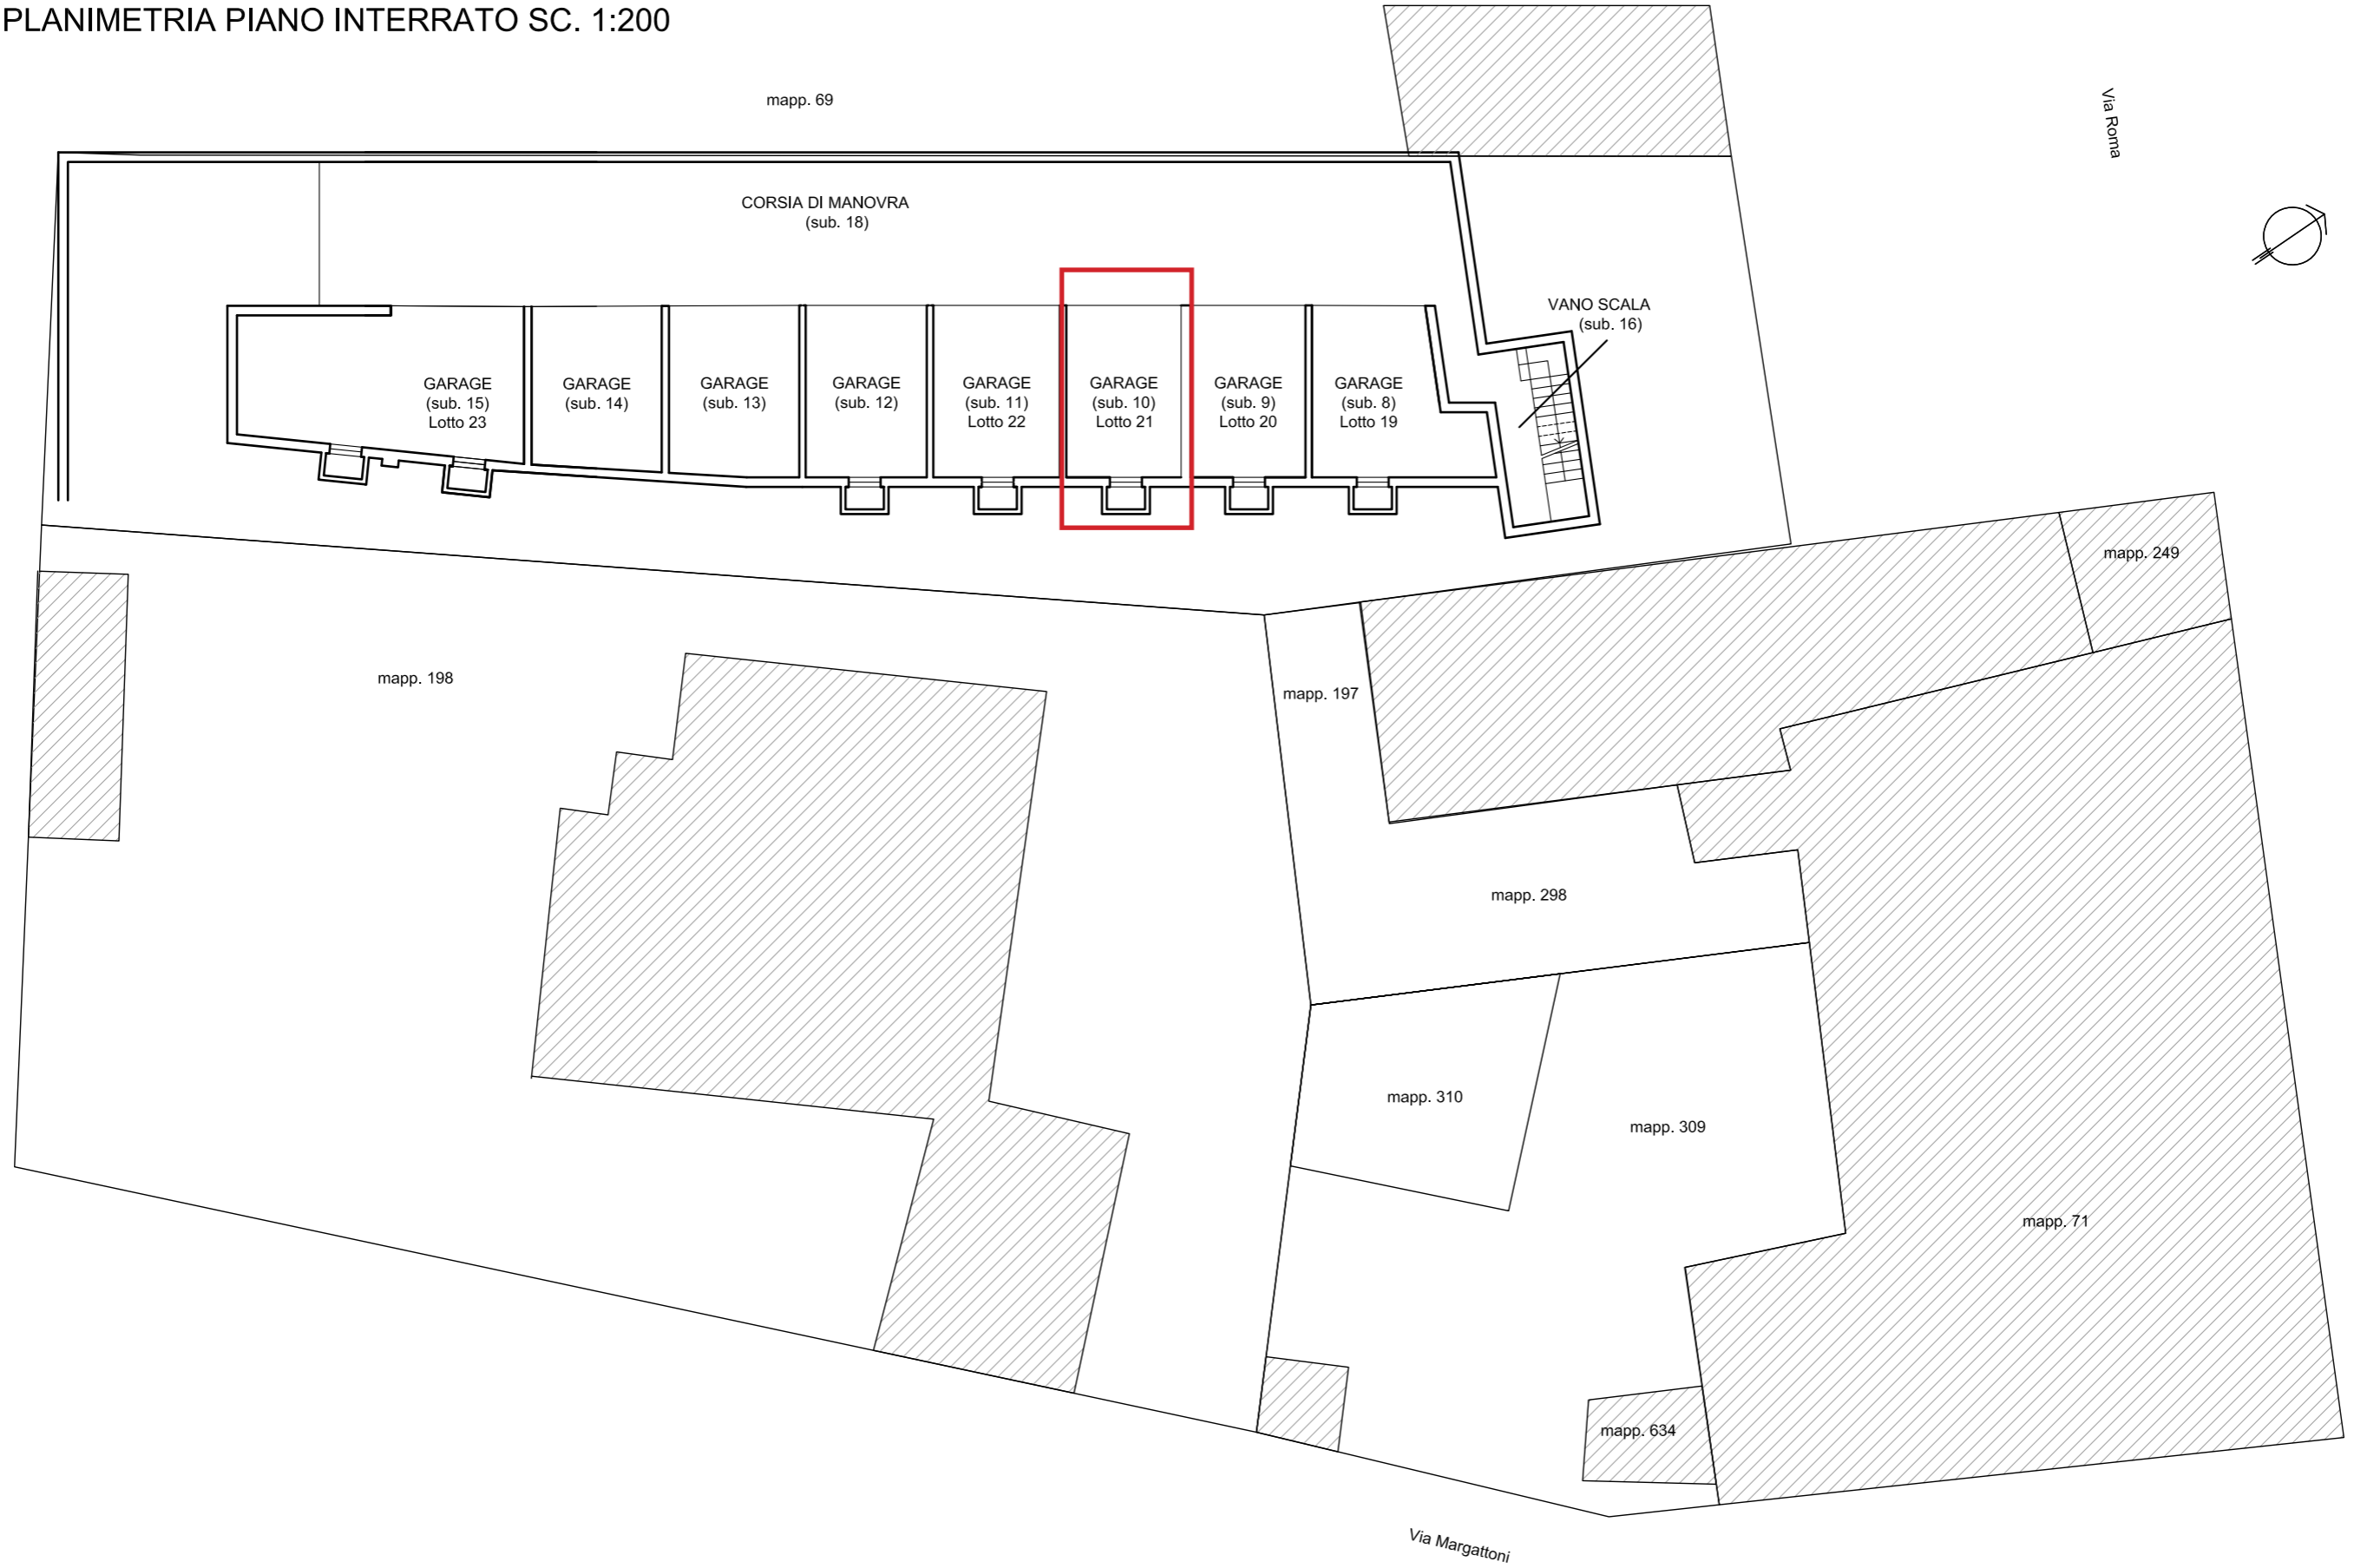 PLANIMETRIA PIANO INTERRATO SC. 1:200
mapp. 69
Via Roma
CORSIA DI MANOVRA
(sub. 18)
VANO SCALA
(sub. 16)
GARAGE
(sub. 15)
Lotto 23
GARAGE
(sub. 14)
GARAGE
(sub. 13)
GARAGE
(sub. 12)
GARAGE
(sub. 11)
Lotto 22
GARAGE
(sub. 10)
Lotto 21
GARAGE
(sub. 9)
Lotto 20
GARAGE
(sub. 8)
Lotto 19
mapp. 249
mapp. 198
mapp. 197
mapp. 298
mapp. 310
mapp. 309
mapp. 71
mapp. 634
Via Margattoni